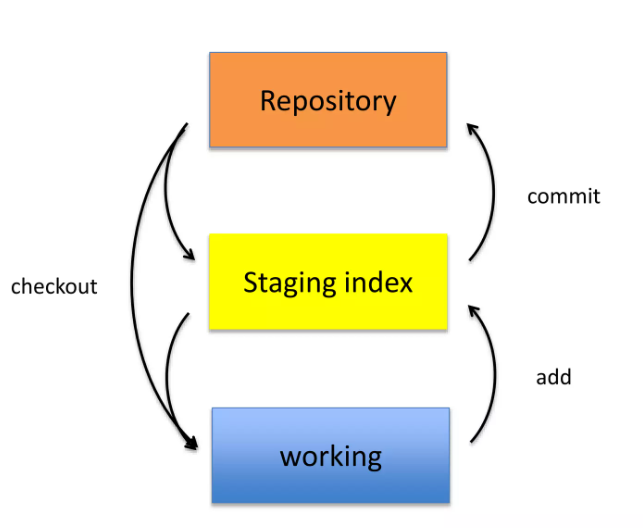 Repository
commit
checkout
Staging index
add
working